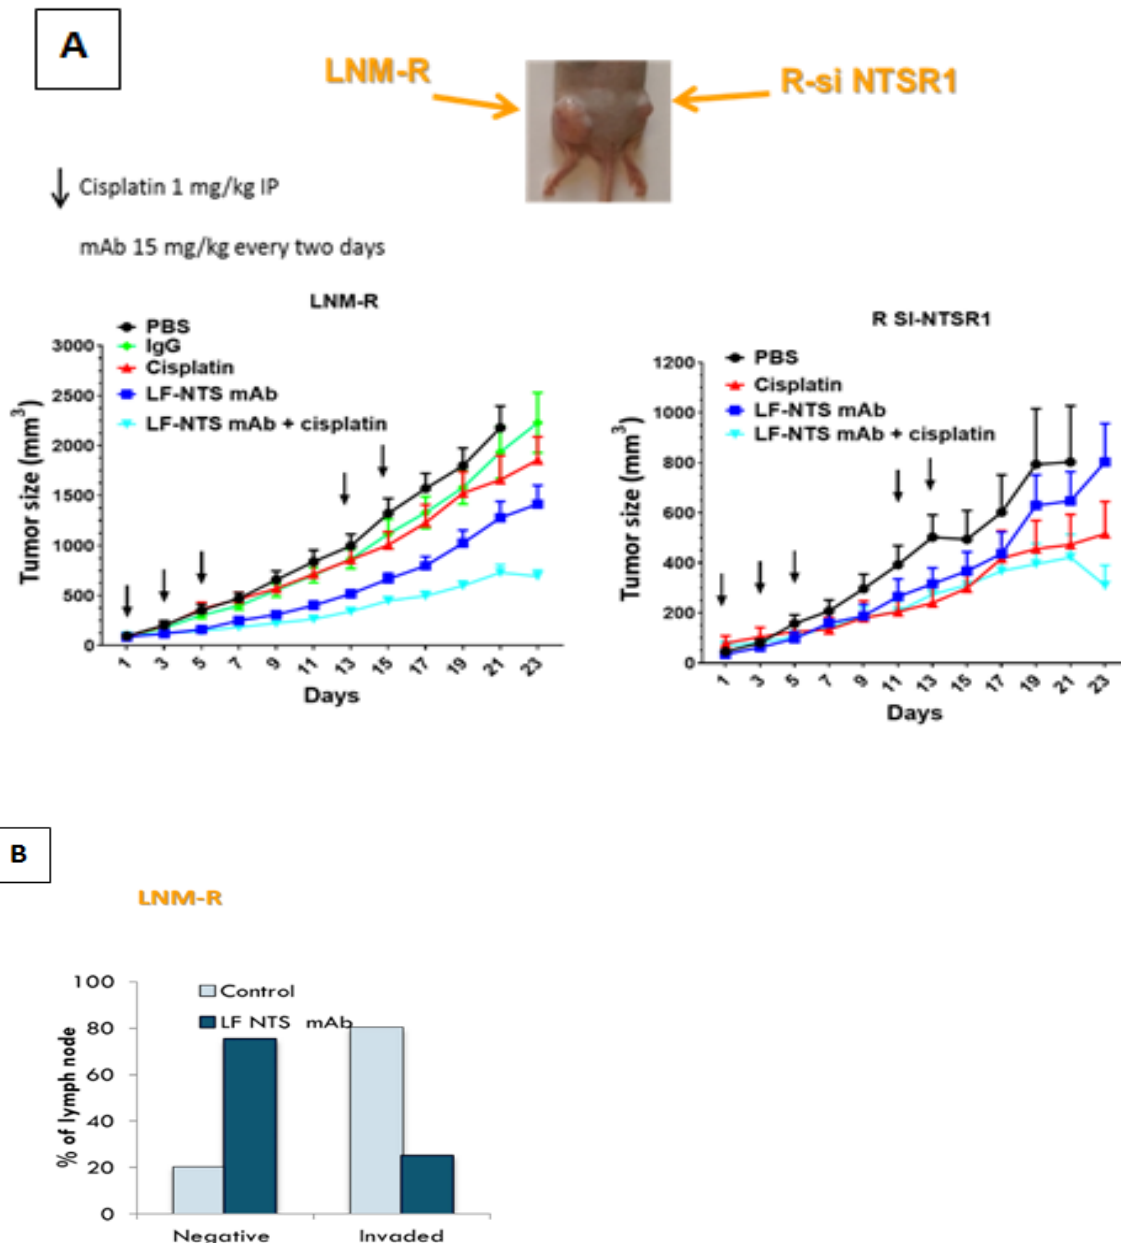 A
LNM-R
R-si NTSR1
Cisplatin 1 mg/kg IP
mAb 15 mg/kg every two days
LNM-R
PBS
IgG
Cisplatin
LF-NTS mAb
LF-NTS mAb + cisplatin
3000
2500
2000
1500
1000
500
0
Tumor size (mm³)
1 3 5 7 9 11 13 15 17 19 21 23
Days
R SI-NTSR1
PBS
Cisplatin
LF-NTS mAb
LF-NTS mAb + cisplatin
1200
1000
800
600
400
200
0
Tumor size (mm³)
1 3 5 7 9 11 13 15 17 19 21 23
Days
B
LNM-R
Control
LF NTS mAb
100
80
60
40
20
0
% of lymph node
Negative Invaded